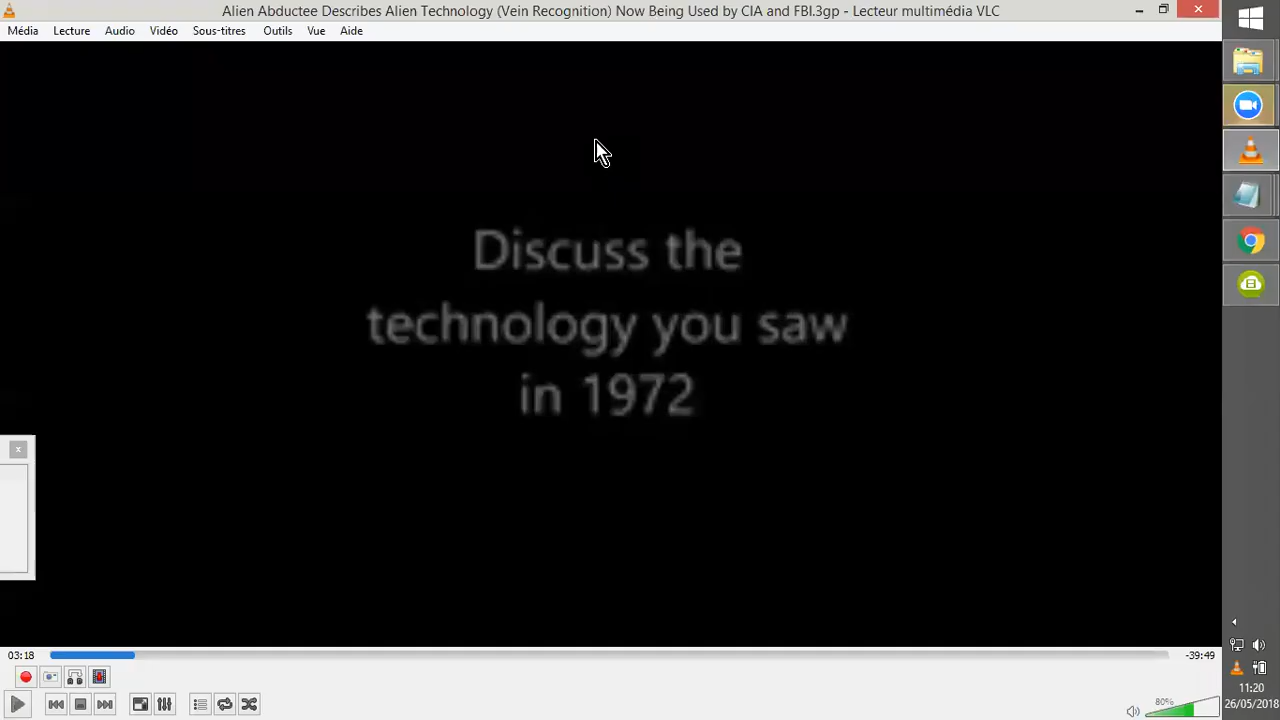 Alien Abductee Describes Alien Technology (Vein Recognition) Now Being Used by CIA and FBI.3gp - Lecteur multimédia VLC
Média Lecture Audio Vidéo Sous-titres Outils Vue Aide
Discuss the
technology you saw
in 1972
03:18
-39:49
80%
11:20
26/05/2018